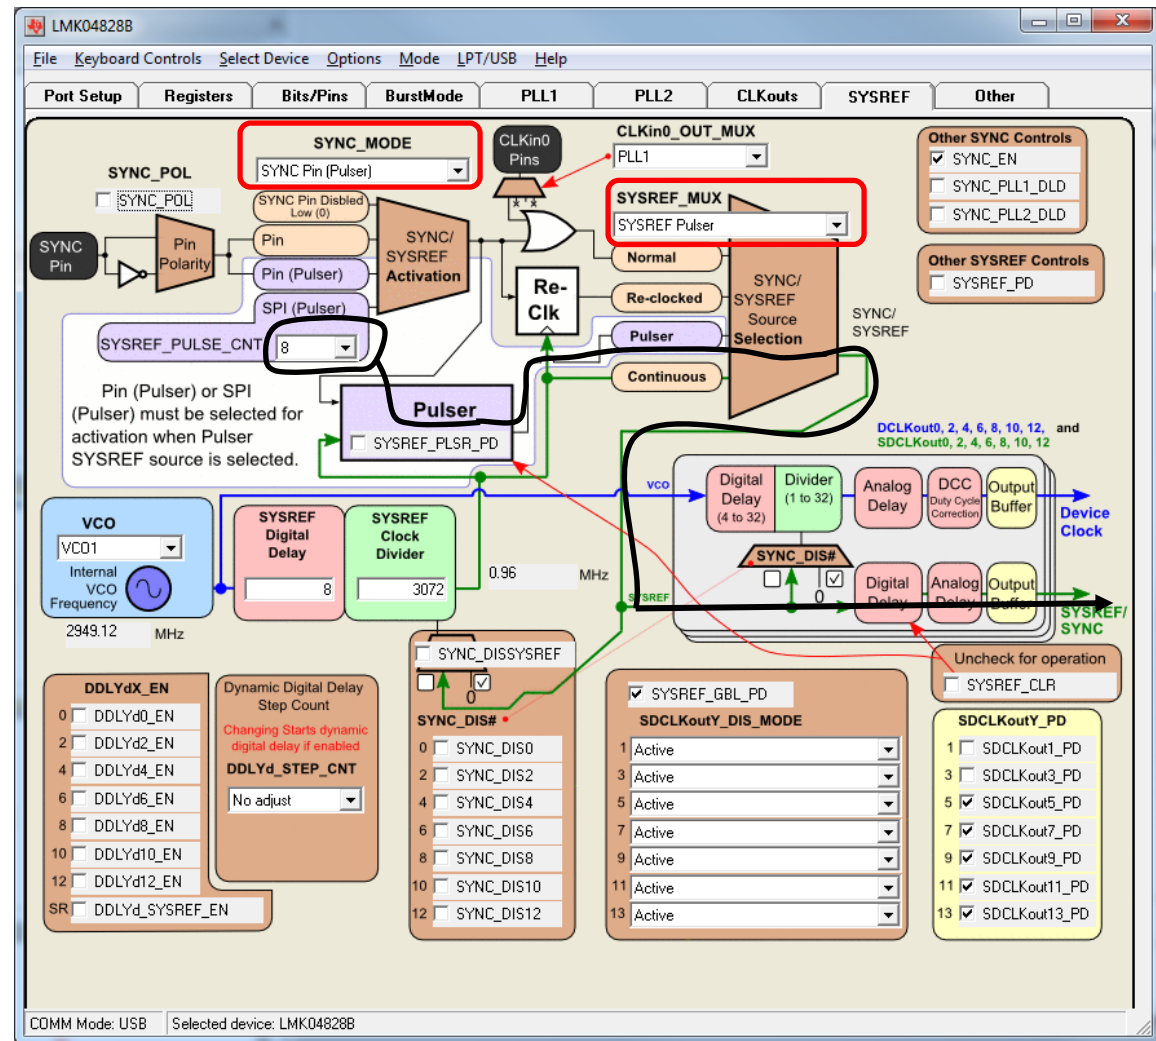 LMK04828B
File Keyboard Controls Select Device Options Mode LPT/USB Help
Port Setup Registers Bits/Pins BurstMode PLL1 PLL2 CLKouts SYSREF Other
SYNC_MODE
SYNC Pin (Pulser)
CLKin0
Pins
CLKin0_OUT_MUX
PLL1
Other SYNC Controls
SYNC_EN
SYNC_PLL1_DLD
SYNC_PLL2_DLD
SYNC_POL
SYNC_POL
SYSREF_MUX
SYSREF Pulser
SYNC Pin Disbled
Low (0)
Pin
Pin (Pulser)
SPI (Pulser)
SYNC
Pin
Pin
Polarity
SYNC/
SYSREF
Activation
Normal
Re-clocked
Pulser
Continuous
Re-
Clk
SYNC/
SYSREF
Source
Selection
SYNC/
SYSREF
Other SYSREF Controls
SYSREF_PD
SYSREF_PULSE_CNT
8
Pin (Pulser) or SPI
(Pulser) must be selected for
activation when Pulser
SYSREF source is selected.
Pulser
SYSREF_PLSR_PD
DCLKout0, 2, 4, 6, 8, 10, 12, and
SDCLKout0, 2, 4, 6, 8, 10, 12
VCO
Digital
Delay
(4 to 32)
Divider
(1 to 32)
Analog
Delay
DCC
Duty Cycle
Correction
Output
Buffer
Device
Clock
SYNC_DIS#
0
SYSREF
Digital
Delay
Analog
Delay
Output
Buffer
SYSREF/
SYNC
VCO
VCO1
Internal
VCO
Frequency
2949.12 MHz
SYSREF
Digital
Delay
8
SYSREF
Clock
Divider
3072
0.96 MHz
SYNC_DISSYSREF
0
Uncheck for operation
SYSREF_CLR
DDLYdX_EN
0 DDLYd0_EN
2 DDLYd2_EN
4 DDLYd4_EN
6 DDLYd6_EN
8 DDLYd8_EN
10 DDLYd10_EN
12 DDLYd12_EN
SR DDLYd_SYSREF_EN
Dynamic Digital Delay
Step Count
Changing Starts dynamic
digital delay if enabled
DDLYd_STEP_CNT
No adjust
SYNC_DIS#
0 SYNC_DIS0
2 SYNC_DIS2
4 SYNC_DIS4
6 SYNC_DIS6
8 SYNC_DIS8
10 SYNC_DIS10
12 SYNC_DIS12
SYSREF_GBL_PD
SDCLKoutY_DIS_MODE
1 Active
3 Active
5 Active
7 Active
9 Active
11 Active
13 Active
SDCLKoutY_PD
1 SDCLKout1_PD
3 SDCLKout3_PD
5 SDCLKout5_PD
7 SDCLKout7_PD
9 SDCLKout9_PD
11 SDCLKout11_PD
13 SDCLKout13_PD
COMM Mode: USB Selected device: LMK04828B